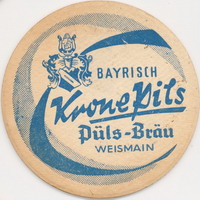 BAYRISCH
Krone Pils
Püls-Bräu
WEISMAIN